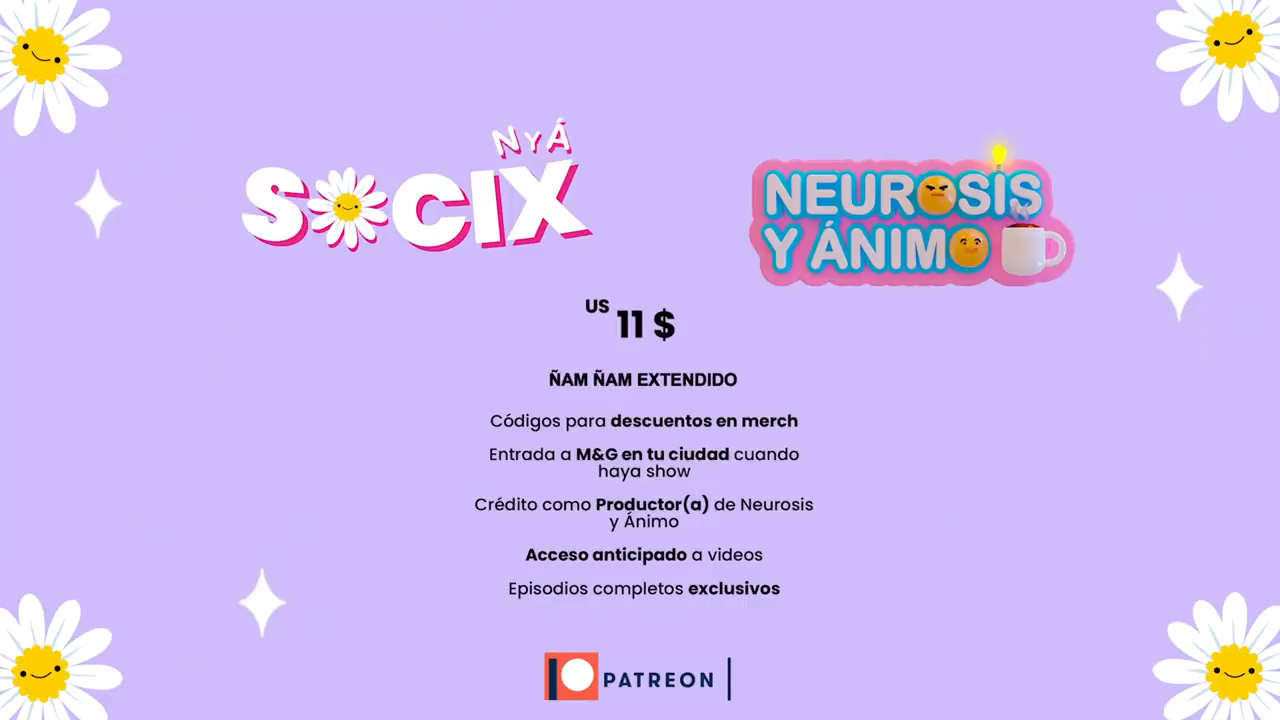 NYÁ
SOCIX
NEUROSIS
Y ÁNIMO
US
11 $
ÑAM ÑAM EXTENDIDO
Códigos para descuentos en merch
Entrada a M&G en tu ciudad cuando
haya show
Crédito como Productor(a) de Neurosis
y Ánimo
Acceso anticipado a videos
Episodios completos exclusivos
PATREON